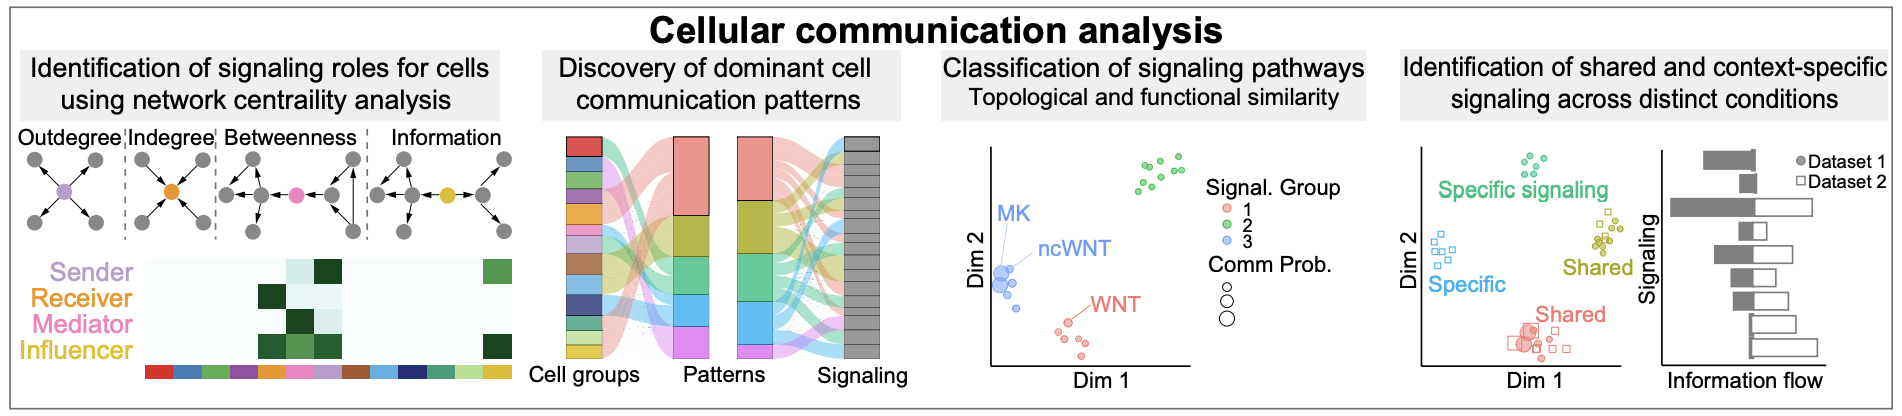 Cellular communication analysis
Identification of signaling roles for cells
using network centraility analysis
Outdegree
Indegree
Betweenness
Information
Sender
Receiver
Mediator
Influencer
Discovery of dominant cell
communication patterns
Cell groups
Patterns
Signaling
Classification of signaling pathways
Topological and functional similarity
MK
ncWNT
WNT
Dim 2
Dim 1
Signal. Group
1
2
3
Comm Prob.
Identification of shared and context-specific
signaling across distinct conditions
Specific signaling
Shared
Specific
Shared
Dim 2
Dim 1
Dataset 1
Dataset 2
Signaling
Information flow